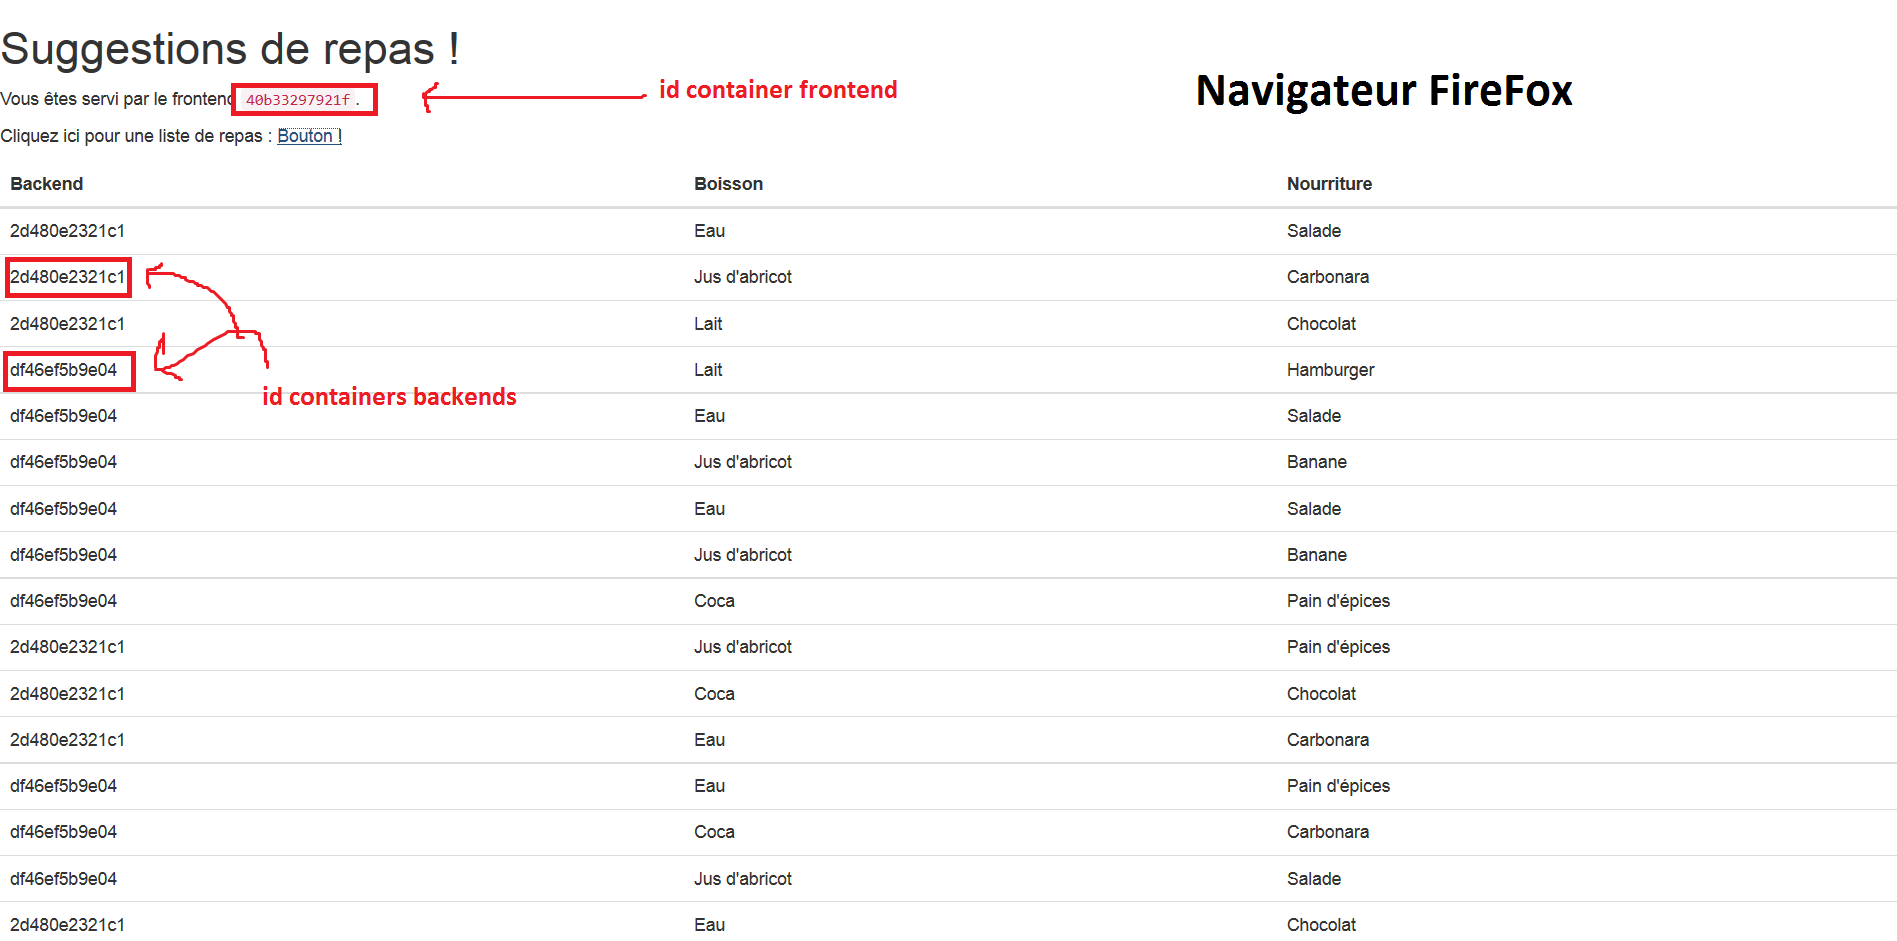 Suggestions de repas !
Vous êtes servi par le frontend 40b33297921f . id container frontend
Navigateur FireFox
Cliquez ici pour une liste de repas : Bouton !
Backend Boisson Nourriture
2d480e2321c1 Eau Salade
2d480e2321c1 Jus d'abricot Carbonara
2d480e2321c1 Lait Chocolat
df46ef5b9e04 Lait Hamburger
id containers backends
df46ef5b9e04 Eau Salade
df46ef5b9e04 Jus d'abricot Banane
df46ef5b9e04 Eau Salade
df46ef5b9e04 Jus d'abricot Banane
df46ef5b9e04 Coca Pain d'épices
2d480e2321c1 Jus d'abricot Pain d'épices
2d480e2321c1 Coca Chocolat
2d480e2321c1 Eau Carbonara
df46ef5b9e04 Eau Pain d'épices
df46ef5b9e04 Coca Carbonara
df46ef5b9e04 Jus d'abricot Salade
2d480e2321c1 Eau Chocolat